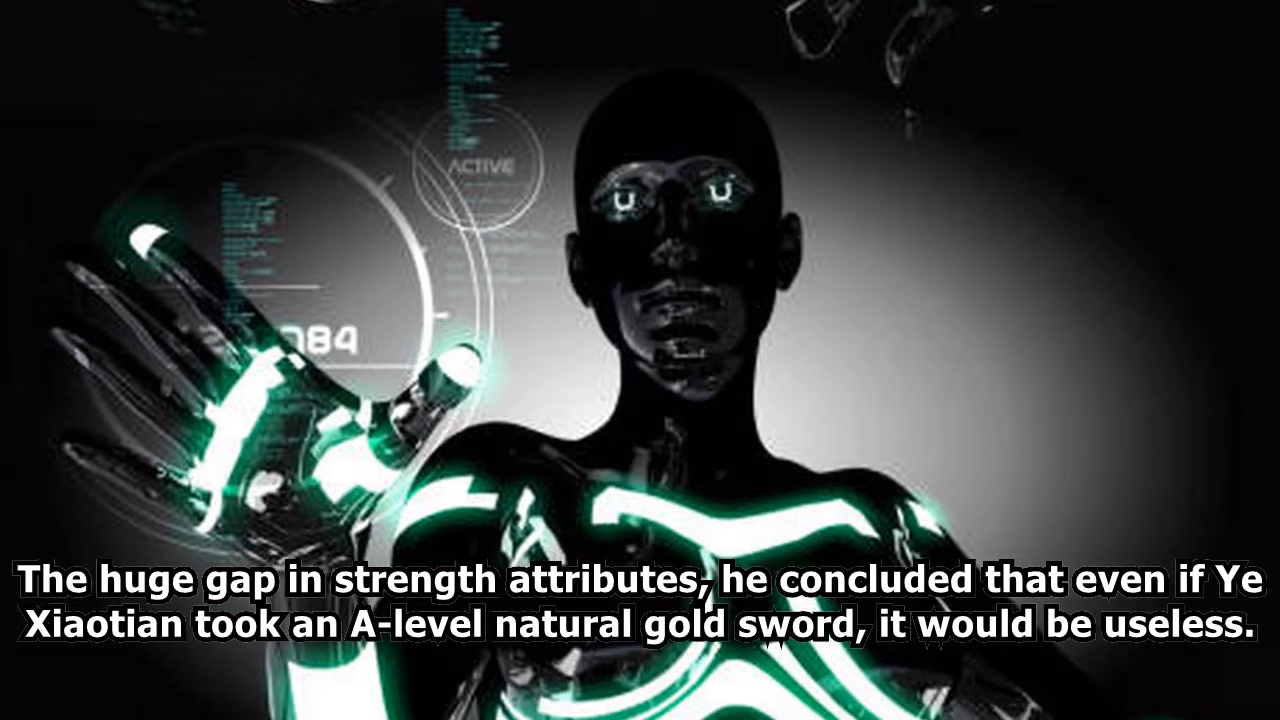 ACTIVE
084
The huge gap in strength attributes, he concluded that even if Ye
Xiaotian took an A-level natural gold sword, it would be useless.